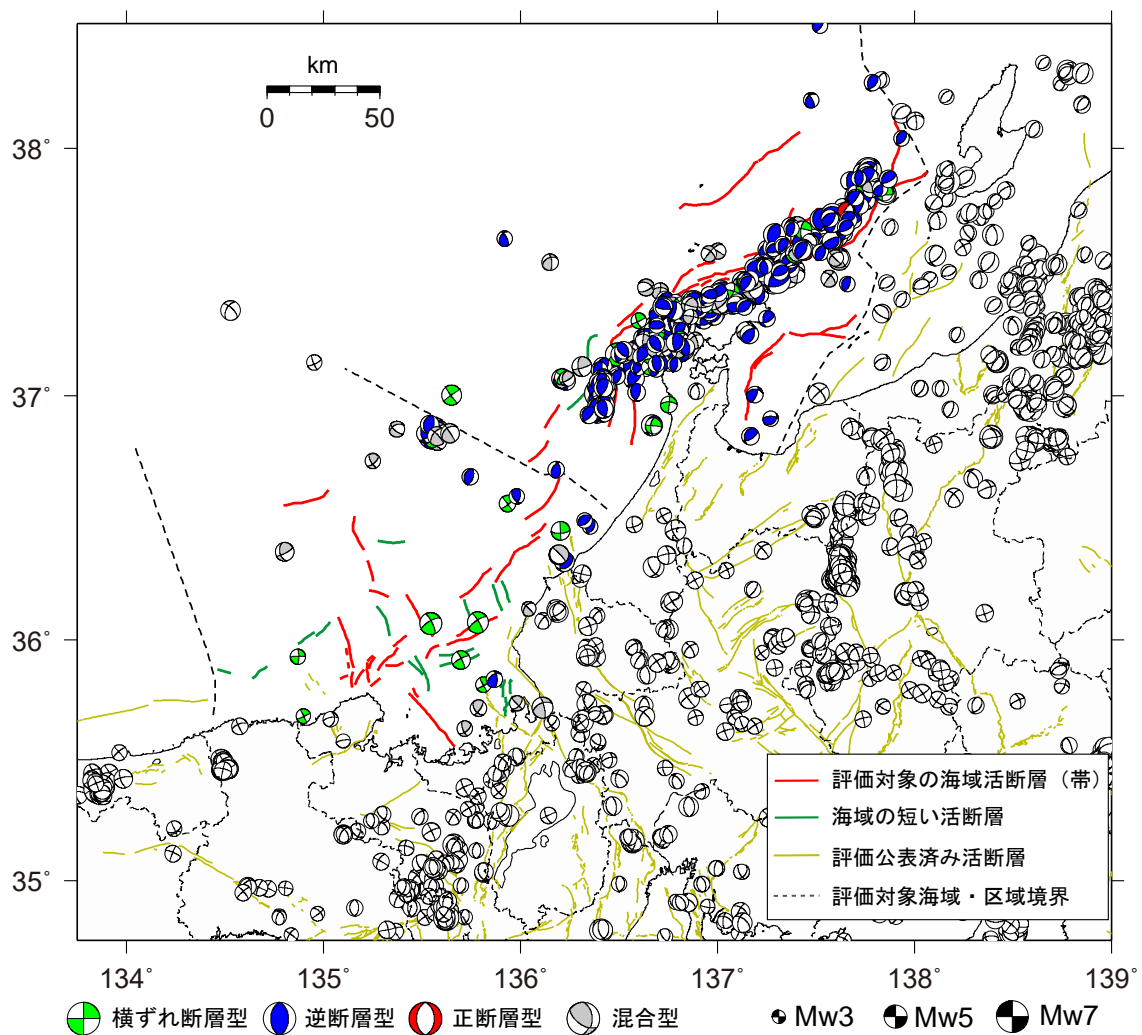 km
0 50
38°
37°
36°
35°
134° 135° 136° 137° 138° 139°
評価対象の海域活断層（帯）
海域の短い活断層
評価公表済み活断層
評価対象海域・区域境界
横ずれ断層型 逆断層型 正断層型 混合型 Mw3 Mw5 Mw7